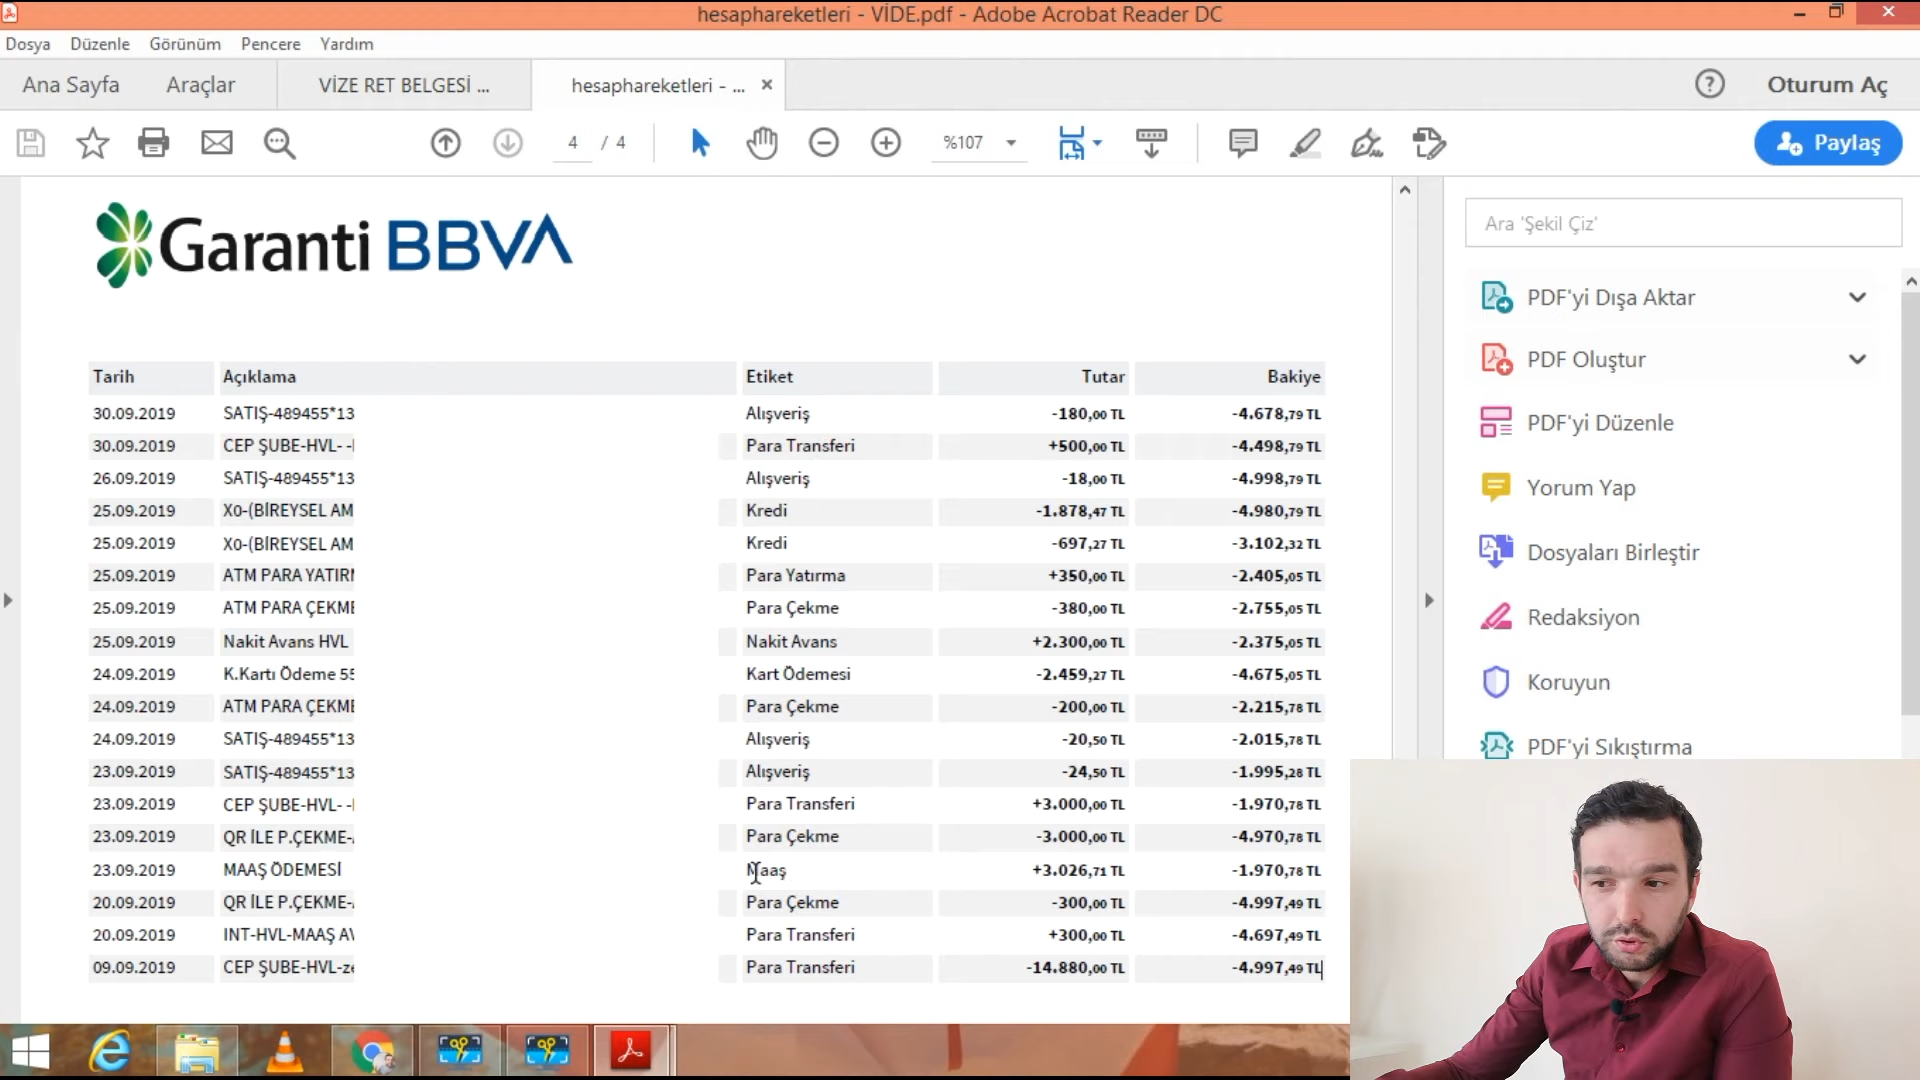 hesaphareketleri - VİDE.pdf - Adobe Acrobat Reader DC
Dosya Düzenle Görünüm Pencere Yardım
Ana Sayfa Araçlar VİZE RET BELGESİ ... hesaphareketleri - ... Oturum Aç
4 / 4 %107 Paylaş
Garanti BBVA
Tarih Açıklama Etiket Tutar Bakiye
30.09.2019 SATIŞ-489455*13 Alışveriş -180,00 TL -4.678,79 TL
30.09.2019 CEP ŞUBE-HVL- - Para Transferi +500,00 TL -4.498,79 TL
26.09.2019 SATIŞ-489455*13 Alışveriş -18,00 TL -4.998,79 TL
25.09.2019 X0-(BİREYSEL AM Kredi -1.878,47 TL -4.980,79 TL
25.09.2019 X0-(BİREYSEL AM Kredi -697,27 TL -3.102,32 TL
25.09.2019 ATM PARA YATIRM Para Yatırma +350,00 TL -2.405,05 TL
25.09.2019 ATM PARA ÇEKME Para Çekme -380,00 TL -2.755,05 TL
25.09.2019 Nakit Avans HVL Nakit Avans +2.300,00 TL -2.375,05 TL
24.09.2019 K.Kartı Ödeme 55 Kart Ödemesi -2.459,27 TL -4.675,05 TL
24.09.2019 ATM PARA ÇEKME Para Çekme -200,00 TL -2.215,78 TL
24.09.2019 SATIŞ-489455*13 Alışveriş -20,50 TL -2.015,78 TL
23.09.2019 SATIŞ-489455*13 Alışveriş -24,50 TL -1.995,28 TL
23.09.2019 CEP ŞUBE-HVL- - Para Transferi +3.000,00 TL -1.970,78 TL
23.09.2019 QR İLE P.ÇEKME- Para Çekme -3.000,00 TL -4.970,78 TL
23.09.2019 MAAŞ ÖDEMESİ Maaş +3.026,71 TL -1.970,78 TL
20.09.2019 QR İLE P.ÇEKME- Para Çekme -300,00 TL -4.997,49 TL
20.09.2019 INT-HVL-MAAŞ AV Para Transferi +300,00 TL -4.697,49 TL
09.09.2019 CEP ŞUBE-HVL-ze Para Transferi -14.880,00 TL -4.997,49 TL
Ara 'Şekil Çiz'
PDF'yi Dışa Aktar
PDF Oluştur
PDF'yi Düzenle
Yorum Yap
Dosyaları Birleştir
Redaksiyon
Koruyun
PDF'yi Sıkıştırma